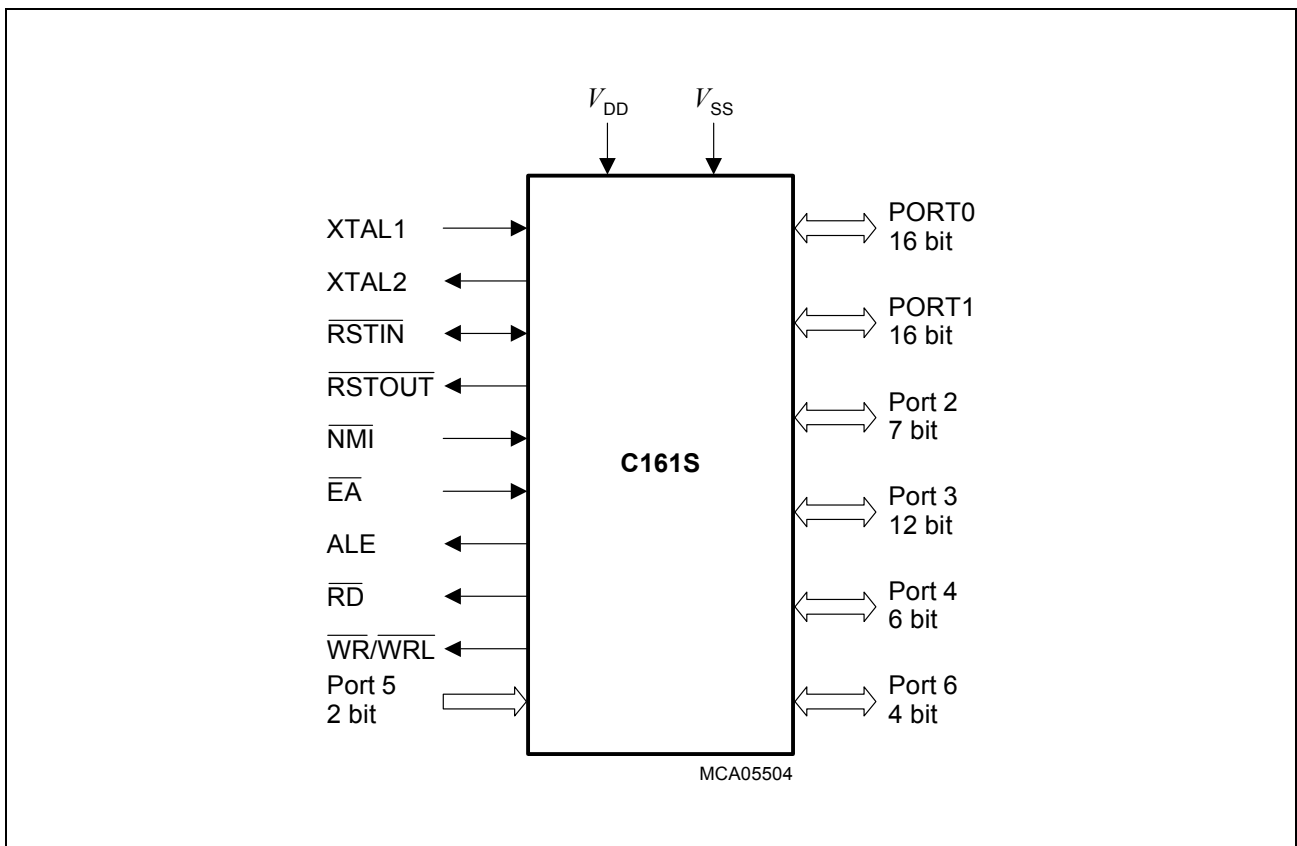 VDD
VSS
XTAL1
XTAL2
RSTIN
RSTOUT
NMI
EA
ALE
RD
WR/WRL
Port 5
2 bit
C161S
PORT0
16 bit
PORT1
16 bit
Port 2
7 bit
Port 3
12 bit
Port 4
6 bit
Port 6
4 bit
MCA05504